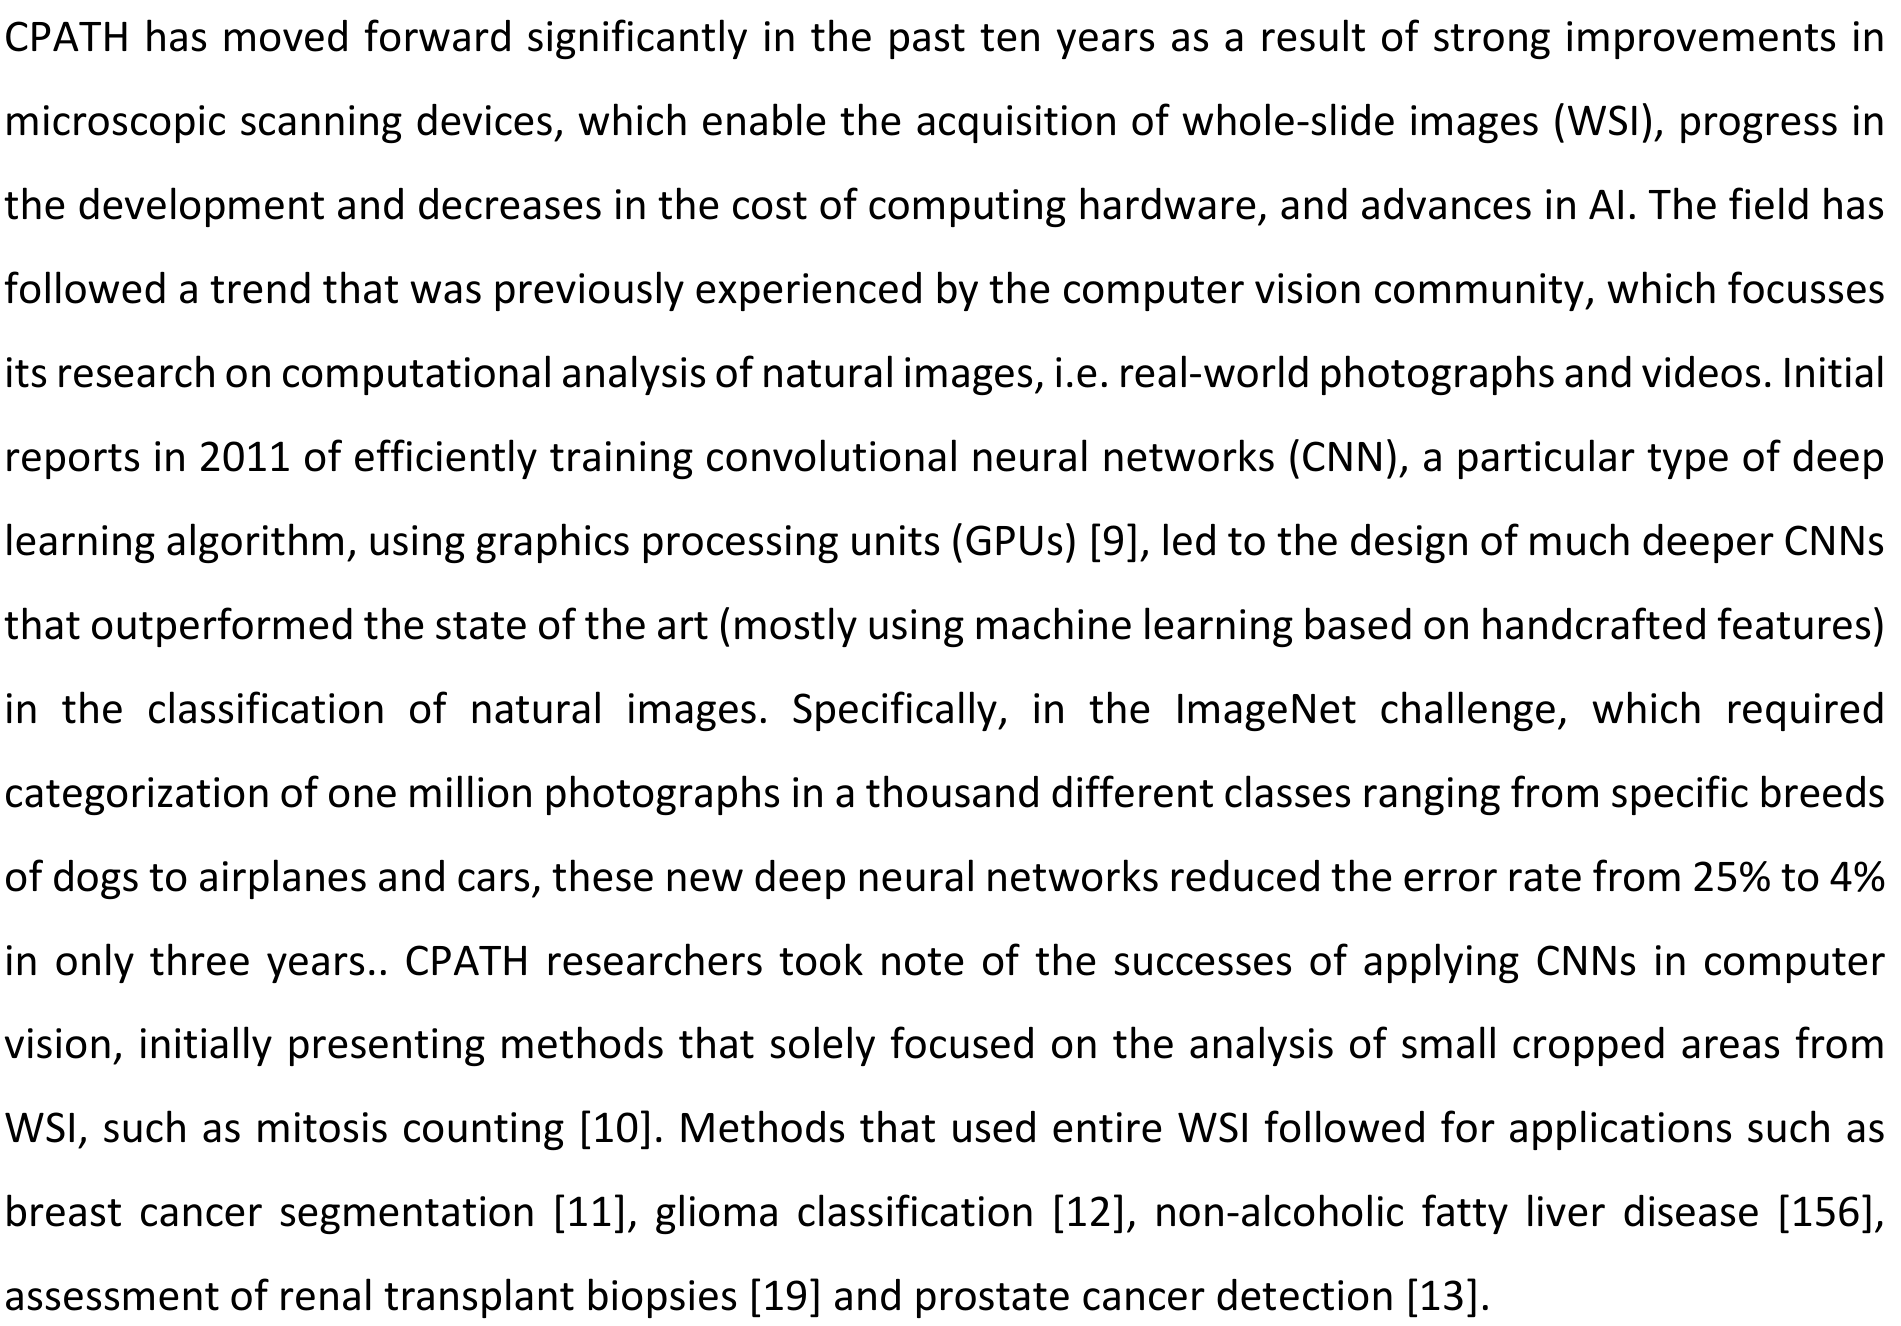 CPATH has moved forward significantly in the past ten years as a result of strong improvements in
microscopic scanning devices, which enable the acquisition of whole-slide images (WSI), progress in
the development and decreases in the cost of computing hardware, and advances in AI. The field has
followed a trend that was previously experienced by the computer vision community, which focusses
its research on computational analysis of natural images, i.e. real-world photographs and videos. Initial
reports in 2011 of efficiently training convolutional neural networks (CNN), a particular type of deep
learning algorithm, using graphics processing units (GPUs) [9], led to the design of much deeper CNNs
that outperformed the state of the art (mostly using machine learning based on handcrafted features)
in the classification of natural images. Specifically, in the ImageNet challenge, which required
categorization of one million photographs in a thousand different classes ranging from specific breeds
of dogs to airplanes and cars, these new deep neural networks reduced the error rate from 25% to 4%
in only three years.. CPATH researchers took note of the successes of applying CNNs in computer
vision, initially presenting methods that solely focused on the analysis of small cropped areas from
WSI, such as mitosis counting [10]. Methods that used entire WSI followed for applications such as
breast cancer segmentation [11], glioma classification [12], non-alcoholic fatty liver disease [156],
assessment of renal transplant biopsies [19] and prostate cancer detection [13].